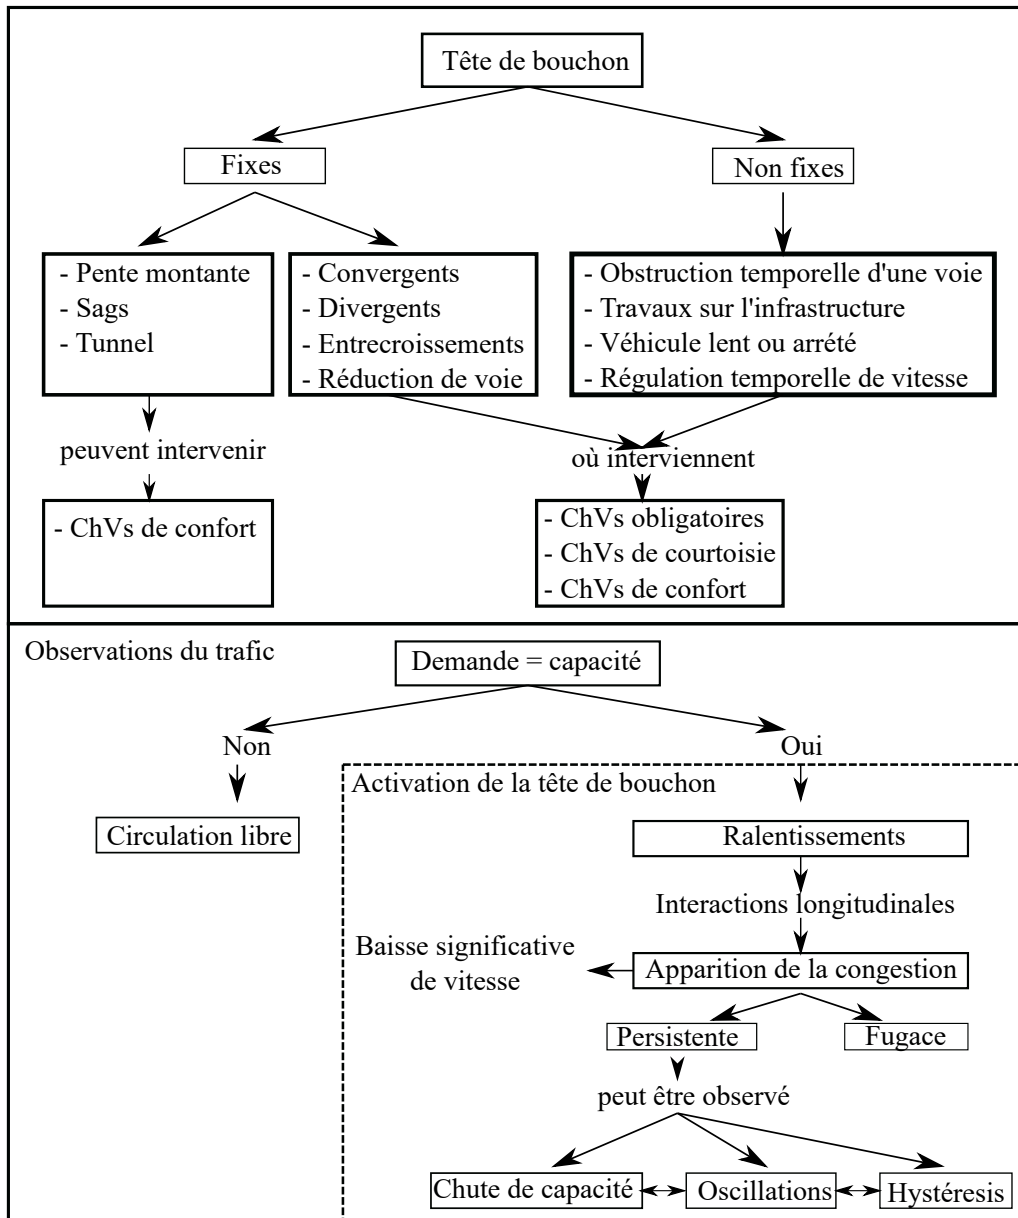 Tête de bouchon
Fixes
Non fixes
- Pente montante
- Sags
- Tunnel
- Convergents
- Divergents
- Entrecroissements
- Réduction de voie
- Obstruction temporelle d'une voie
- Travaux sur l'infrastructure
- Véhicule lent ou arrété
- Régulation temporelle de vitesse
peuvent intervenir
où interviennent
- ChVs de confort
- ChVs obligatoires
- ChVs de courtoisie
- ChVs de confort
Observations du trafic
Demande = capacité
Non
Oui
Activation de la tête de bouchon
Circulation libre
Ralentissements
Interactions longitudinales
Baisse significative
de vitesse
Apparition de la congestion
Persistente
Fugace
peut être observé
Chute de capacité
Oscillations
Hystéresis